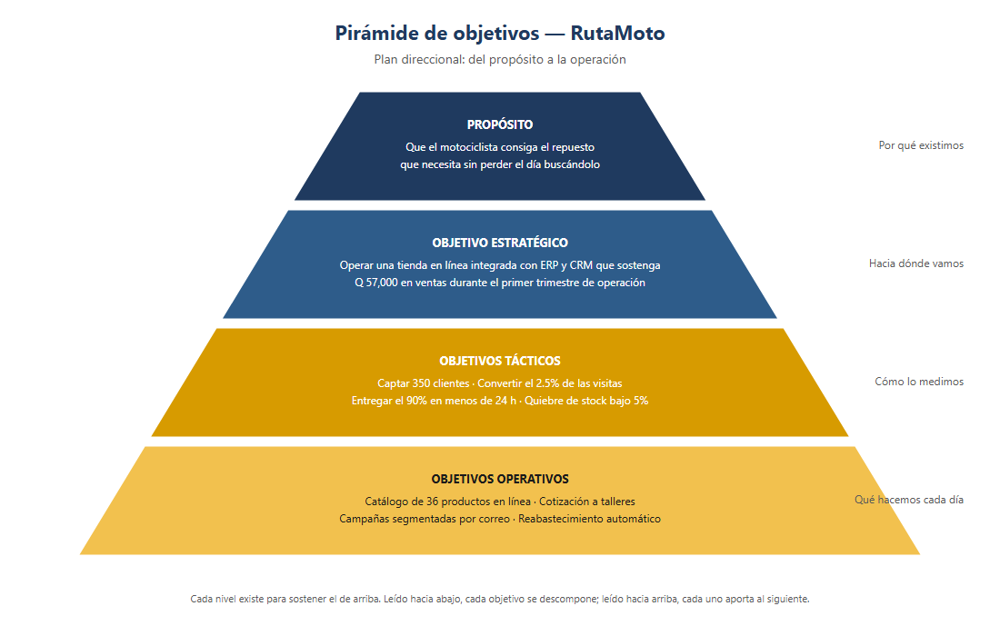 Pirámide de objetivos — RutaMoto
Plan direccional: del propósito a la operación
PROPÓSITO
Que el motociclista consiga el repuesto
que necesita sin perder el día buscándolo
Por qué existimos
OBJETIVO ESTRATÉGICO
Operar una tienda en línea integrada con ERP y CRM que sostenga
Q 57,000 en ventas durante el primer trimestre de operación
Hacia dónde vamos
OBJETIVOS TÁCTICOS
Captar 350 clientes · Convertir el 2.5% de las visitas
Entregar el 90% en menos de 24 h · Quiebre de stock bajo 5%
Cómo lo medimos
OBJETIVOS OPERATIVOS
Catálogo de 36 productos en línea · Cotización a talleres
Campañas segmentadas por correo · Reabastecimiento automático
Qué hacemos cada día
Cada nivel existe para sostener el de arriba. Leído hacia abajo, cada objetivo se descompone; leído hacia arriba, cada uno aporta al siguiente.